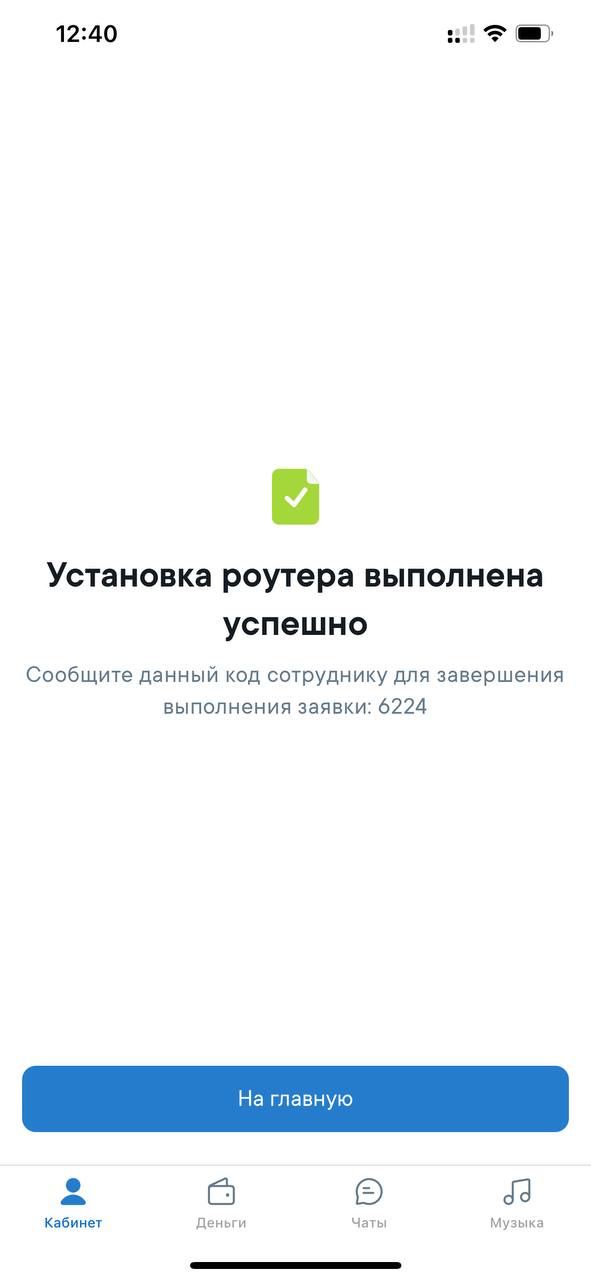 12:40
Установка роутера выполнена
успешно
Сообщите данный код сотруднику для завершения
выполнения заявки: 6224
На главную
Кабинет Деньги Чаты Музыка